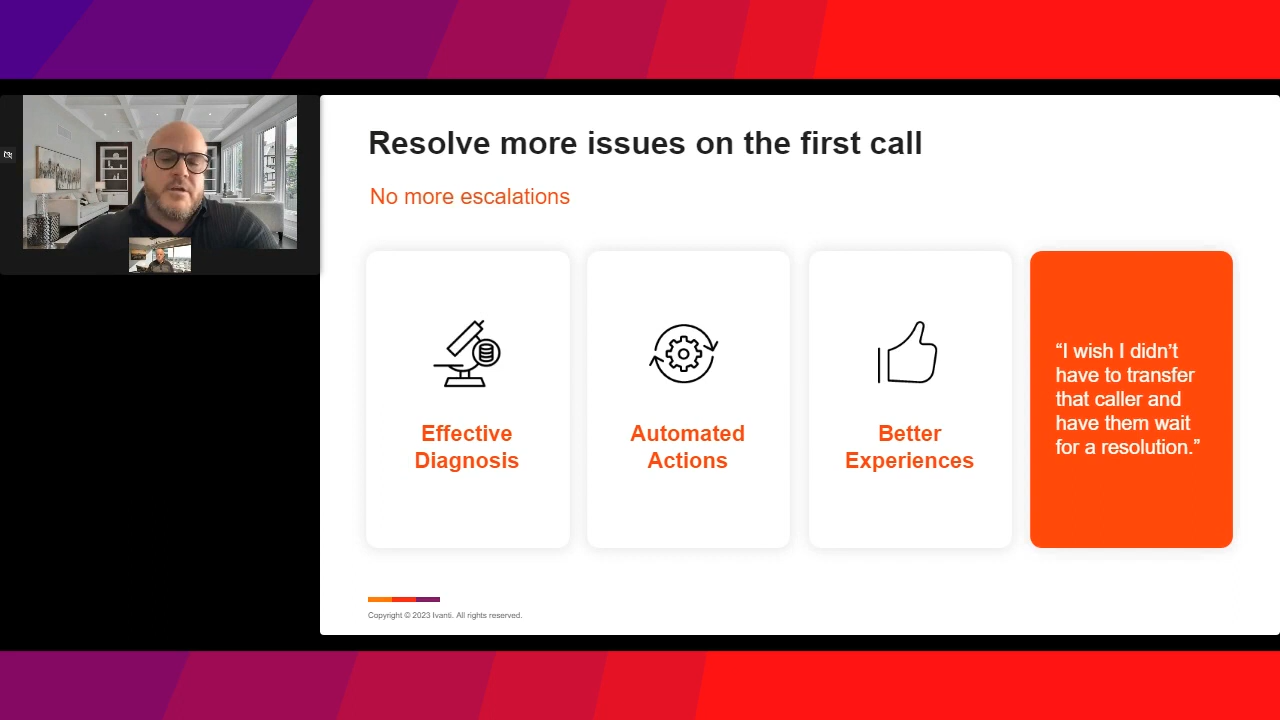 Resolve more issues on the first call
No more escalations
Effective
Diagnosis
Automated
Actions
Better
Experiences
“I wish I didn’t
have to transfer
that caller and
have them wait
for a resolution.”
Copyright © 2023 Ivanti. All rights reserved.